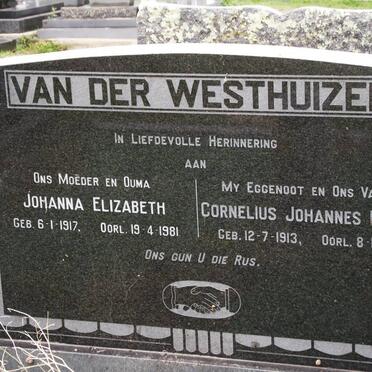 VAN DER WESTHUIZE
IN LIEFDEVOLLE HERINNERING
AAN
ONS MOEDER EN OUMA
JOHANNA ELIZABETH
GEB. 6-1-1917, OORL. 19-4-1981
MY EGGENOOT EN ONS VA
CORNELIUS JOHANNES
GEB. 12-7-1913, OORL. 8-
ONS GUN U DIE RUS.